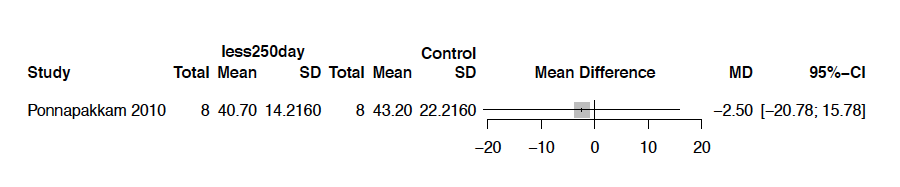 less250day Control
Study Total Mean SD Total Mean SD Mean Difference MD 95%−CI
Ponnapakkam 2010 8 40.70 14.2160 8 43.20 22.2160 −2.50 [−20.78; 15.78]
−20 −10 0 10 20